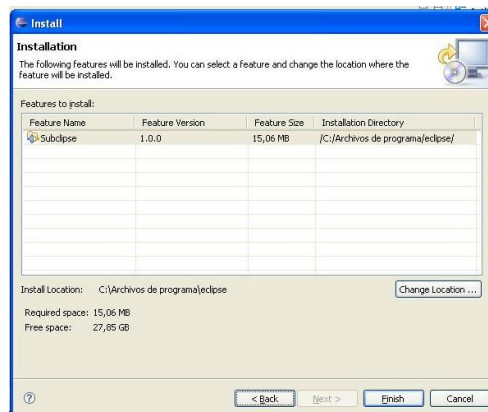 Install
Installation
The following features will be installed. You can select a feature and change the location where the
feature will be installed.
Features to install:
Feature Name Feature Version Feature Size Installation Directory
Subclipse 1.0.0 15,06 MB /C:/Archivos de programa/eclipse/
Install Location: C:\Archivos de programa\eclipse
Change Location ...
Required space: 15,06 MB
Free space: 27,85 GB
< Back Next > Finish Cancel